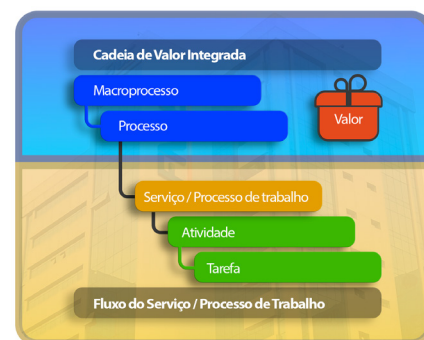 Cadeia de Valor Integrada
Macroprocesso
Processo
Valor
Serviço / Processo de trabalho
Atividade
Tarefa
Fluxo do Serviço / Processo de Trabalho